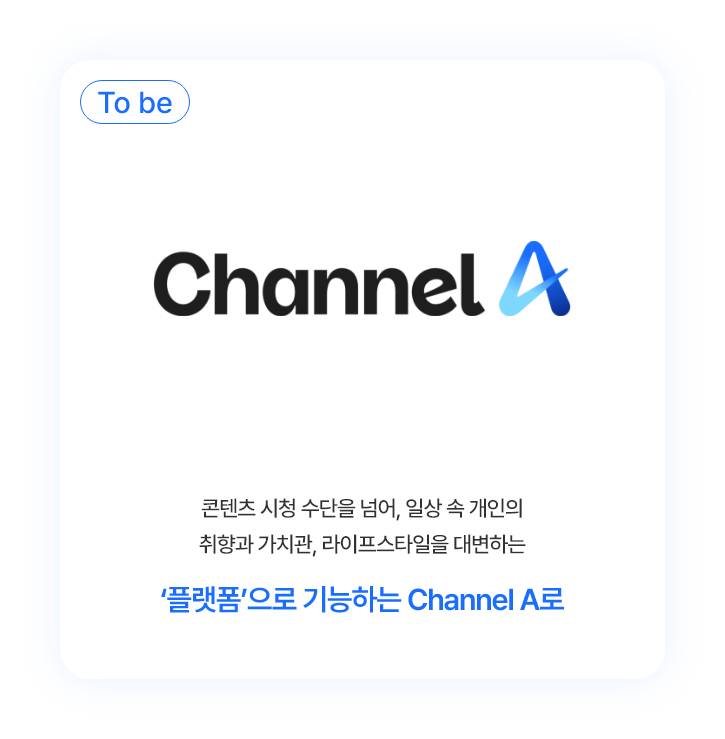 To be
Channel A
콘텐츠 시청 수단을 넘어, 일상 속 개인의
취향과 가치관, 라이프스타일을 대변하는
‘플랫폼’으로 기능하는 Channel A로